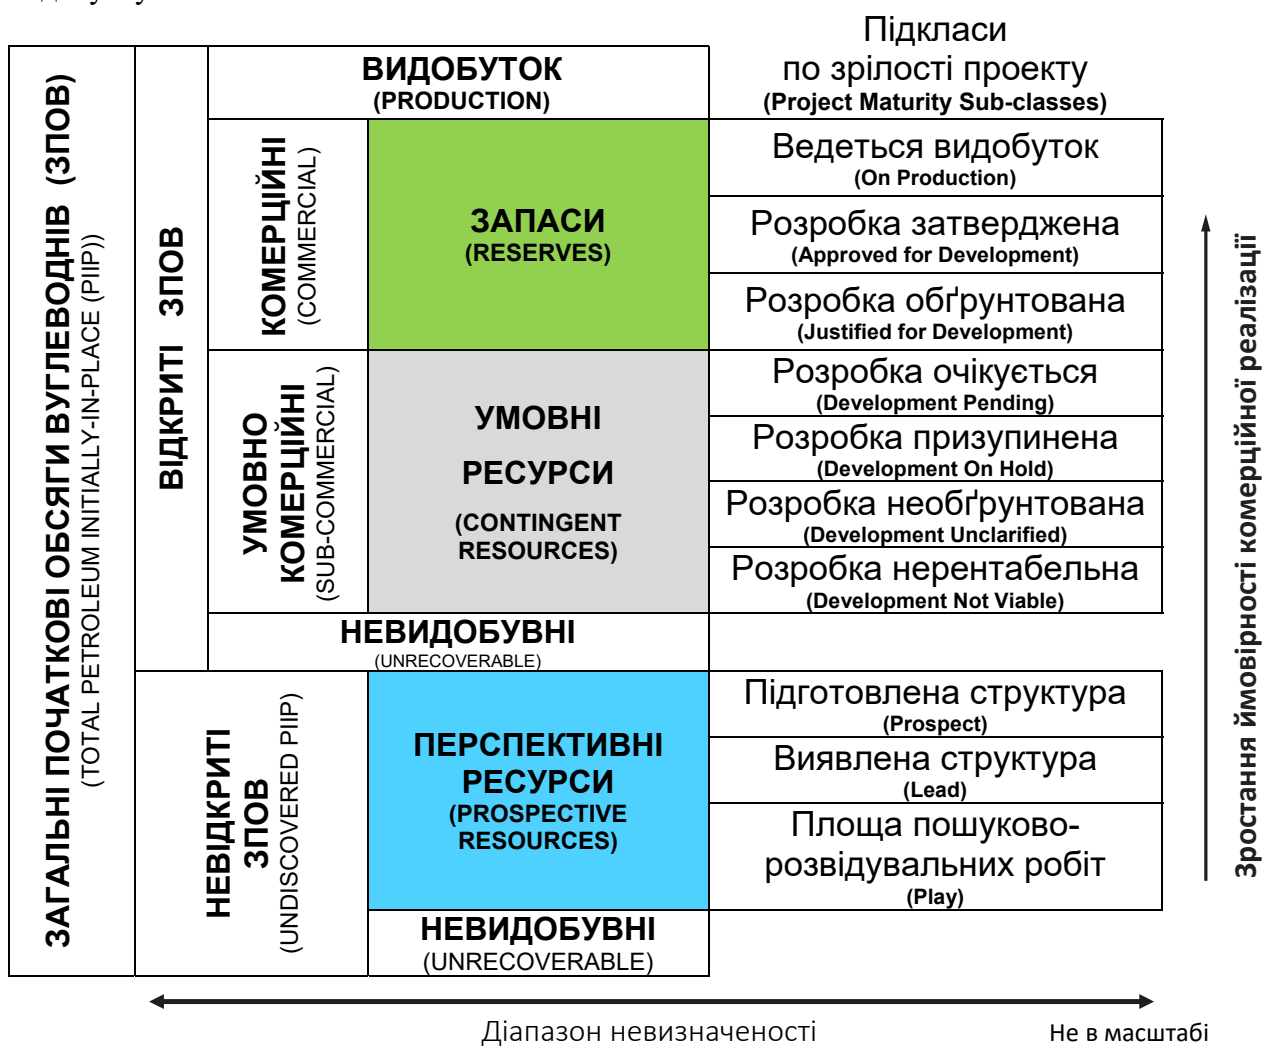 Підкласи
по зрілості проекту
(Project Maturity Sub-classes)
ЗАГАЛЬНІ ПОЧАТКОВІ ОБСЯГИ ВУГЛЕВОДНІВ (ЗПОВ)
(TOTAL PETROLEUM INITIALLY-IN-PLACE (PIIP))
ВІДКРИТІ ЗПОВ
ВИДОБУТОК
(PRODUCTION)
КОМЕРЦІЙНІ
(COMMERCIAL)
ЗАПАСИ
(RESERVES)
Ведеться видобуток
(On Production)
Розробка затверджена
(Approved for Development)
Розробка обґрунтована
(Justified for Development)
УМОВНО
КОМЕРЦІЙНІ
(SUB-COMMERCIAL)
УМОВНІ
РЕСУРСИ
(CONTINGENT
RESOURCES)
Розробка очікується
(Development Pending)
Розробка призупинена
(Development On Hold)
Розробка необґрунтована
(Development Unclarified)
Розробка нерентабельна
(Development Not Viable)
НЕВИДОБУВНІ
(UNRECOVERABLE)
НЕВІДКРИТІ
ЗПОВ
(UNDISCOVERED PIIP)
ПЕРСПЕКТИВНІ
РЕСУРСИ
(PROSPECTIVE
RESOURCES)
Підготовлена структура
(Prospect)
Виявлена структура
(Lead)
Площа пошуково-
розвідувальних робіт
(Play)
НЕВИДОБУВНІ
(UNRECOVERABLE)
Зростання ймовірності комерційної реалізації
Діапазон невизначеності
Не в масштабі